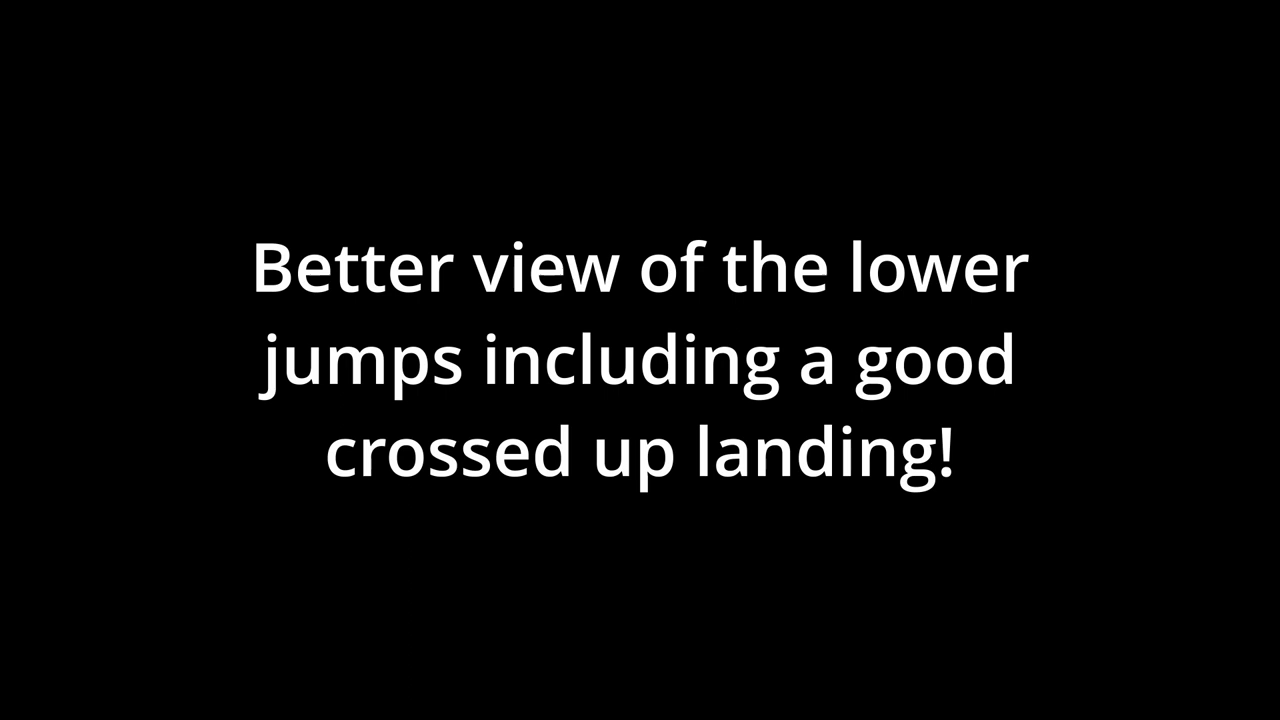 Better view of the lower
jumps including a good
crossed up landing!